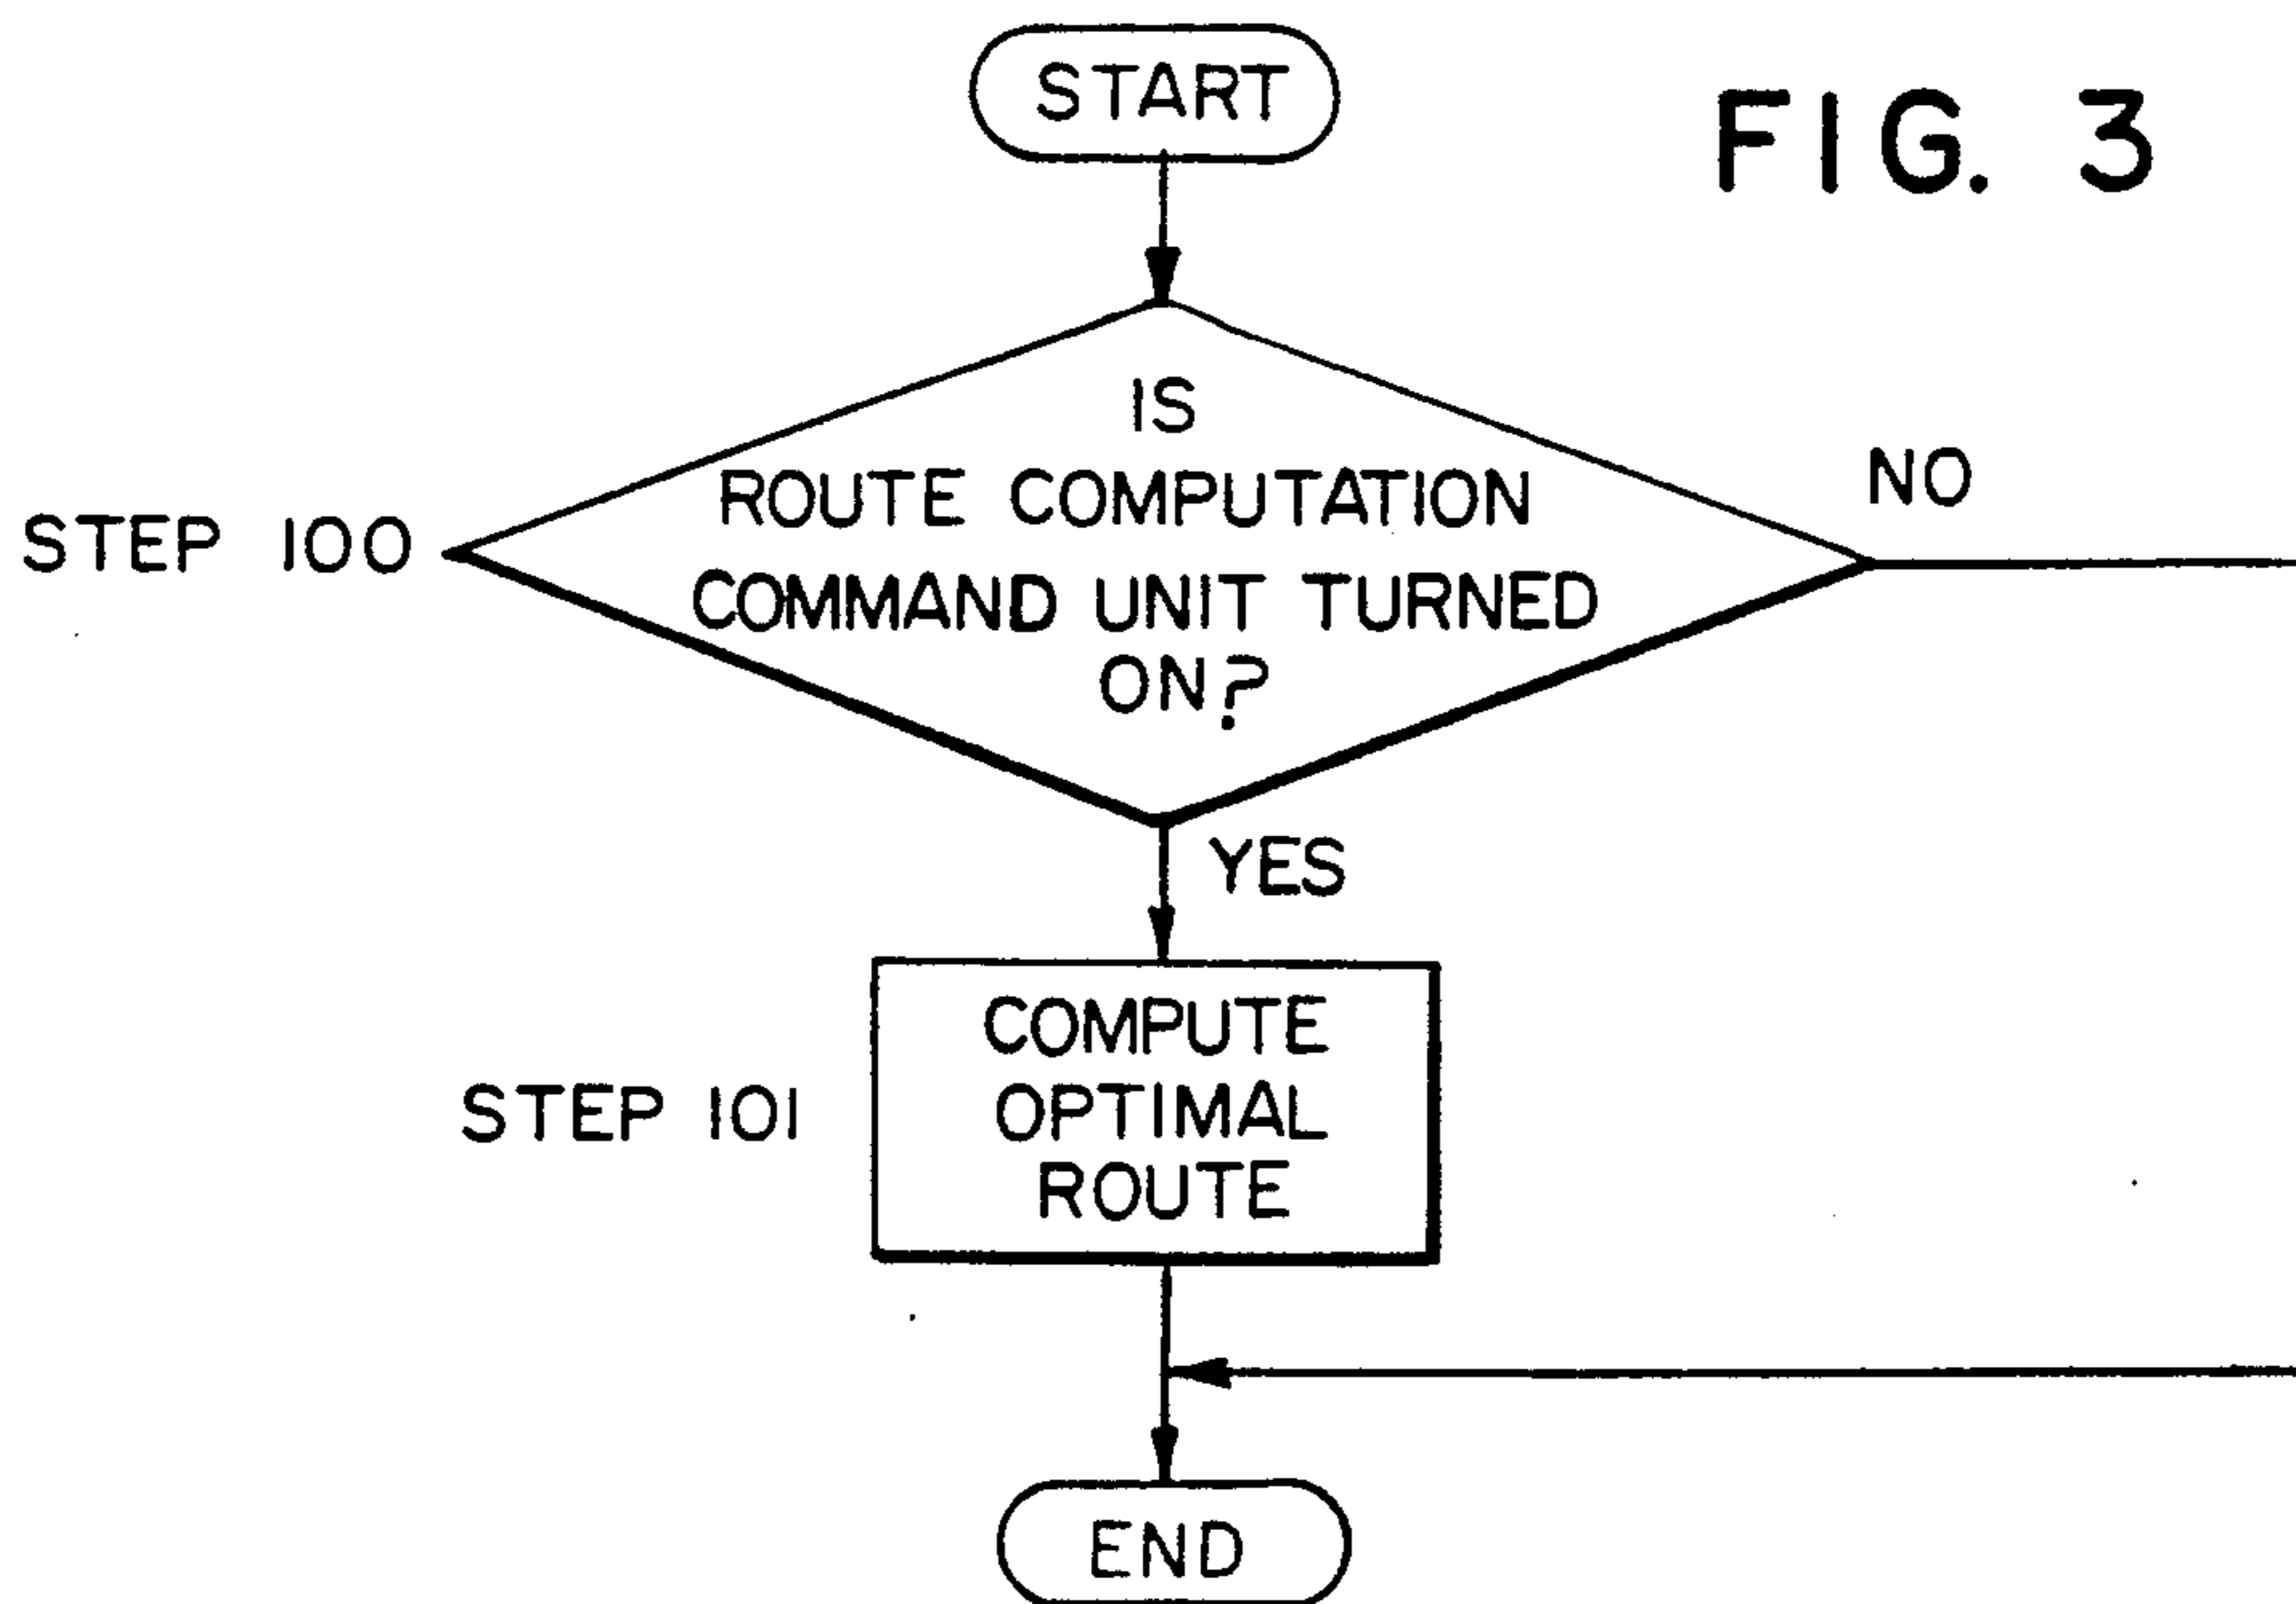 START
FIG. 3
IS
ROUTE COMPUTATION
COMMAND UNIT TURNED
ON?
NO
STEP 100
YES
COMPUTE
OPTIMAL
ROUTE
STEP 101
END